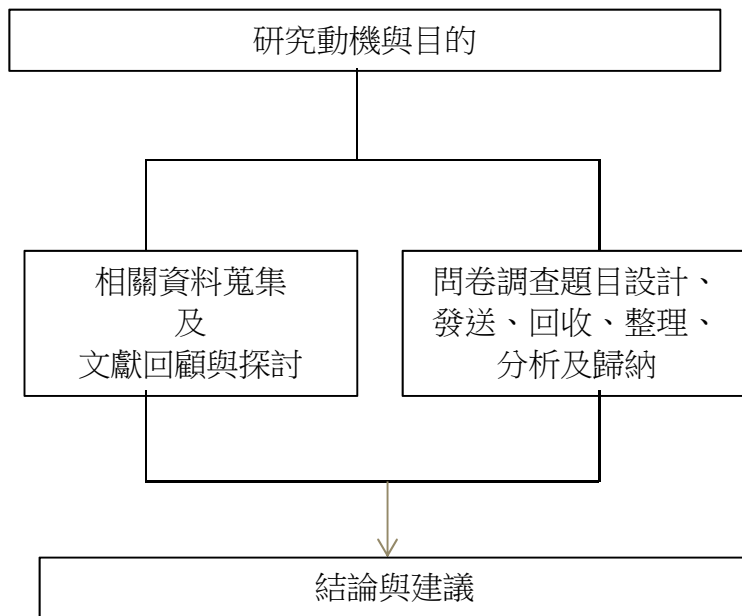 研究動機與目的
相關資料蒐集
及
文獻回顧與探討
問卷調查題目設計、
發送、回收、整理、
分析及歸納
結論與建議